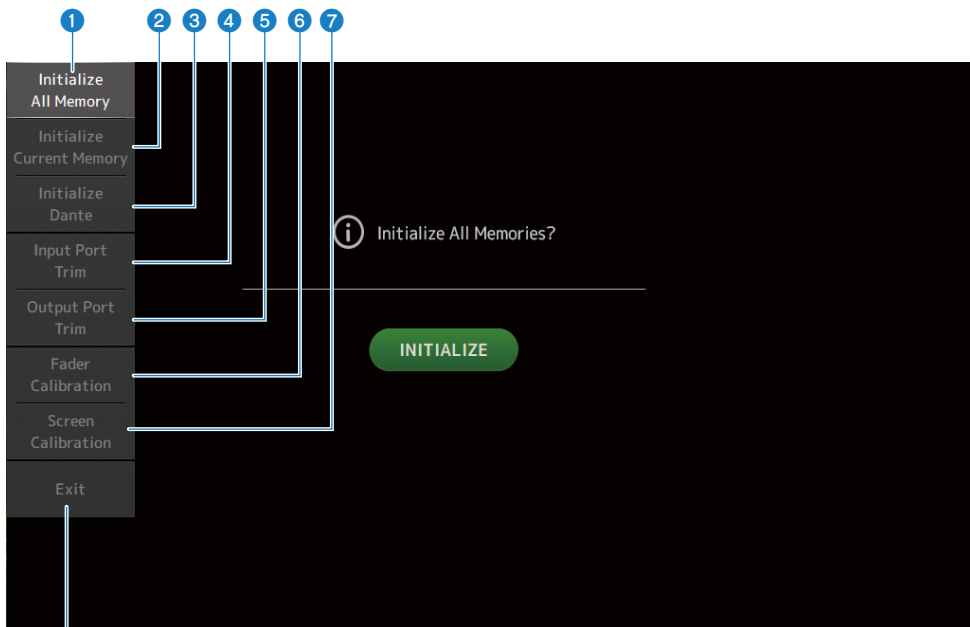 1 2 3 4 5 6 7
Initialize
All Memory
Initialize
Current Memory
Initialize
Dante
Input Port
Trim
Output Port
Trim
Fader
Calibration
Screen
Calibration
Exit
Initialize All Memories?
INITIALIZE